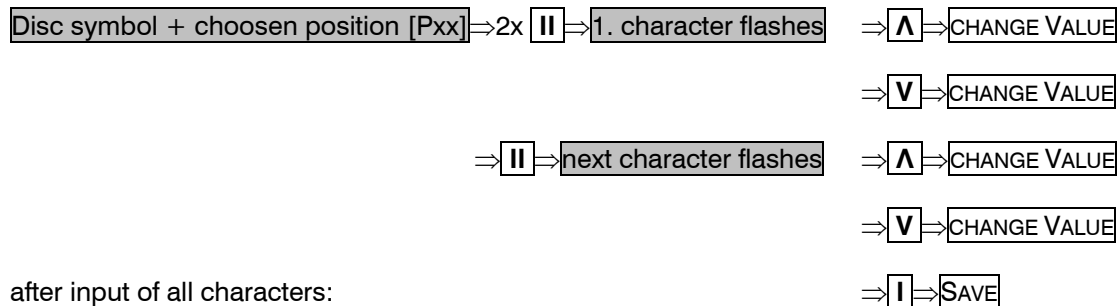 Disc symbol + choosen position [Pxx]⇒2x II⇒1. character flashes ⇒Λ⇒CHANGE VALUE
⇒V⇒CHANGE VALUE
⇒II⇒next character flashes ⇒Λ⇒CHANGE VALUE
⇒V⇒CHANGE VALUE
after input of all characters: ⇒I⇒SAVE